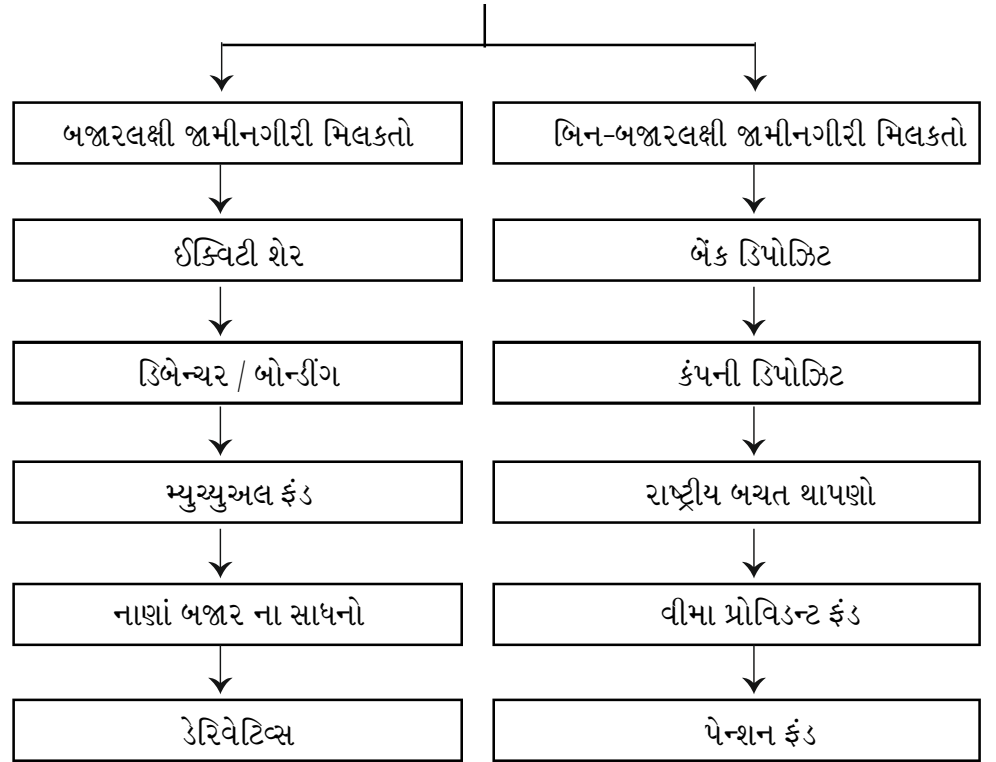 બજારલક્ષી જામીનગીરી મિલકતો
બિન-બજારલક્ષી જામીનગીરી મિલકતો
ઈક્વિટી શેર
બેંક ડિપોઝિટ
ડિબેન્ચર / બોન્ડીંગ
કંપની ડિપોઝિટ
મ્યુચ્યુઅલ ફંડ
રાષ્ટ્રીય બચત થાપણો
નાણાં બજાર ના સાધનો
વીમા પ્રોવિડન્ટ ફંડ
ડેરિવેટિવ્સ
પેન્શન ફંડ